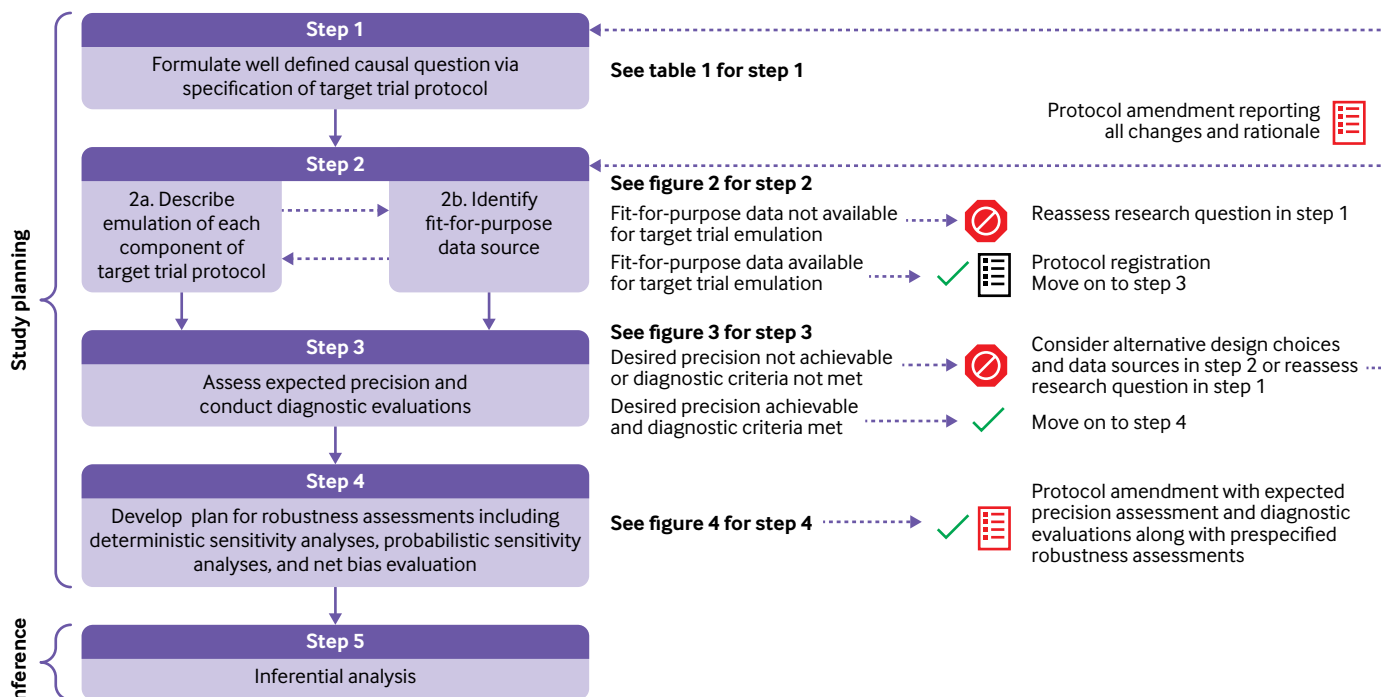 Step 1
Formulate well defined causal question via
specification of target trial protocol
See table 1 for step 1
Protocol amendment reporting
all changes and rationale
Step 2
2a. Describe
emulation of each
component of
target trial protocol
2b. Identify
fit-for-purpose
data source
See figure 2 for step 2
Fit-for-purpose data not available
for target trial emulation
Reassess research question in step 1
Fit-for-purpose data available
for target trial emulation
Protocol registration
Move on to step 3
Study planning
Step 3
Assess expected precision and
conduct diagnostic evaluations
See figure 3 for step 3
Desired precision not achievable
or diagnostic criteria not met
Consider alternative design choices
and data sources in step 2 or reassess
research question in step 1
Desired precision achievable
and diagnostic criteria met
Move on to step 4
Step 4
Develop plan for robustness assessments including
deterministic sensitivity analyses, probabilistic sensitivity
analyses, and net bias evaluation
See figure 4 for step 4
Protocol amendment with expected
precision assessment and diagnostic
evaluations along with prespecified
robustness assessments
Step 5
Inferential analysis
nference